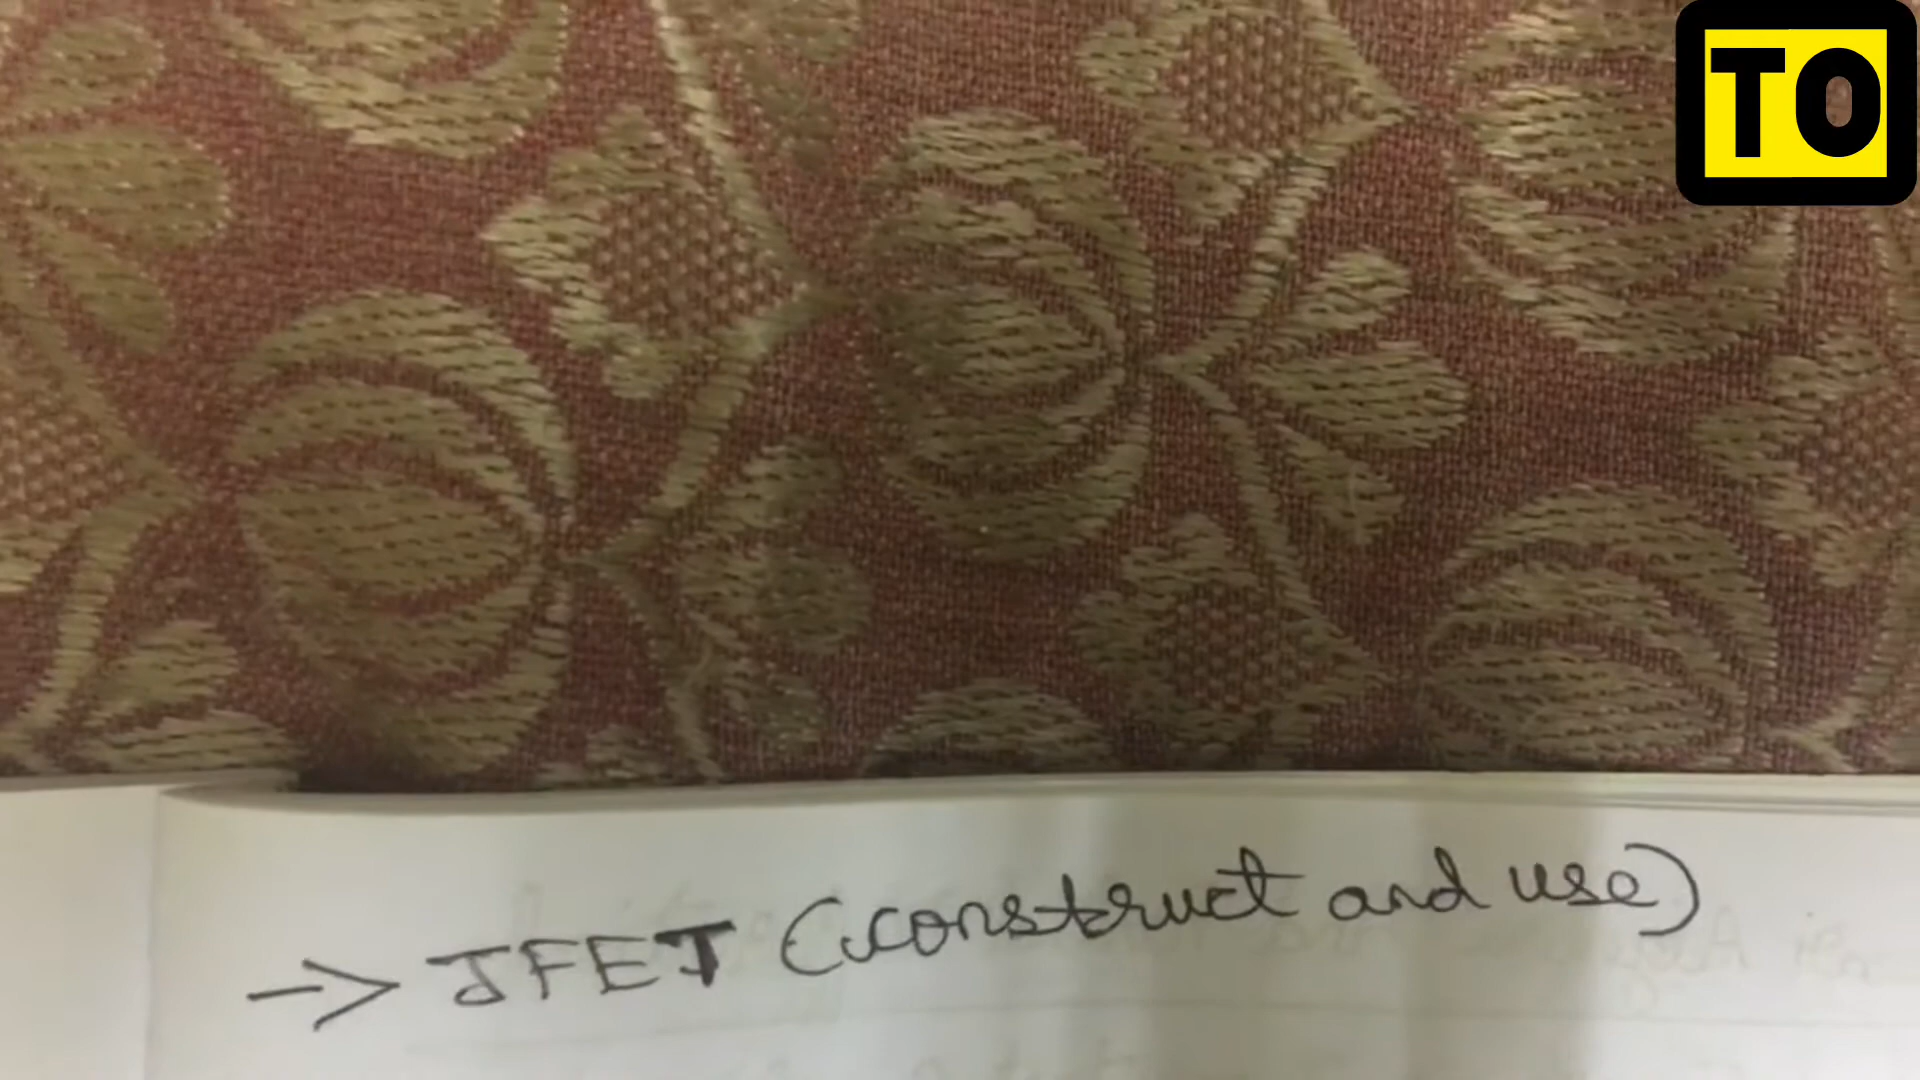 TO
→ JFET (construct and use)